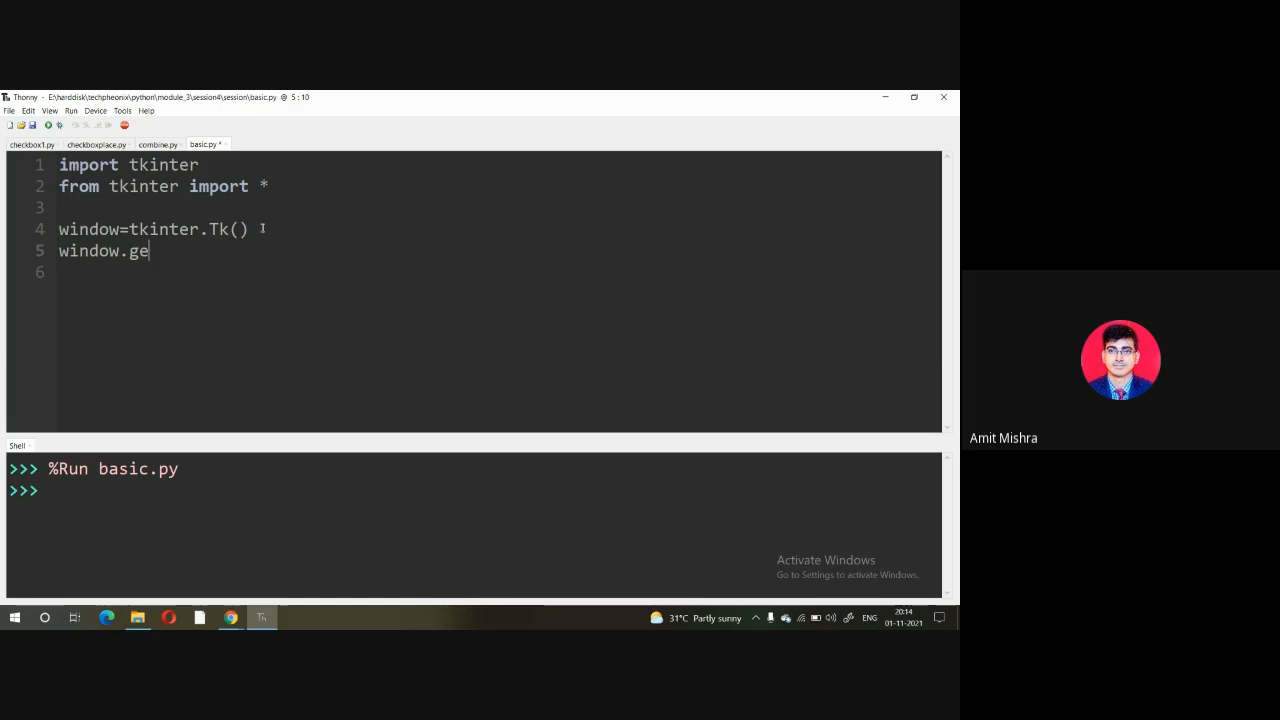 Th Thonny - E:\harddisk\techpheonix\python\module_3\session4\session\basic.py @ 5 : 10
File Edit View Run Device Tools Help
checkbox1.py checkboxplace.py combine.py basic.py *
1 import tkinter
2 from tkinter import *
3
4 window=tkinter.Tk()
5 window.ge
6
Amit Mishra
Shell
>>> %Run basic.py
>>>
Activate Windows
Go to Settings to activate Windows.
Th 31°C Partly sunny ENG 20:14
01-11-2021